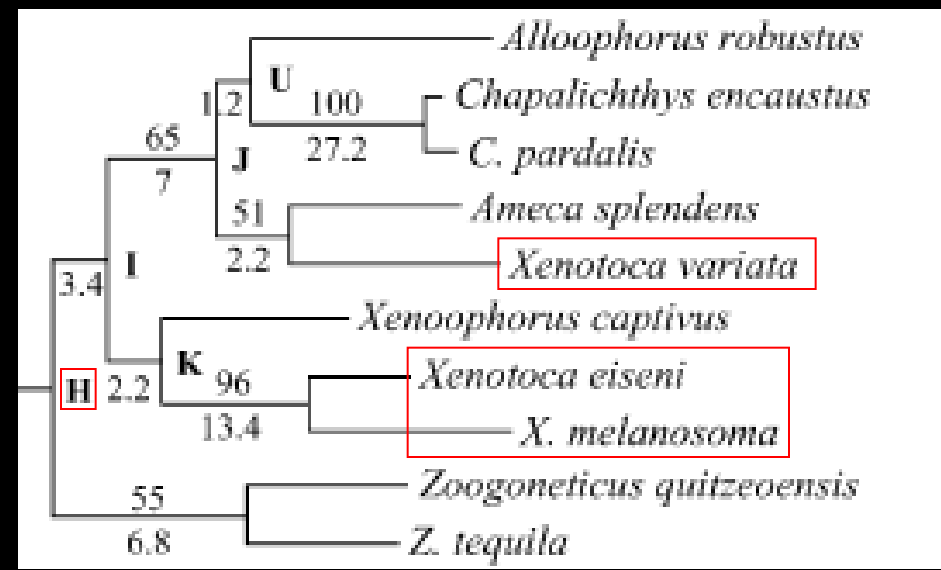 Alloophorus robustus
U
1.2
100
Chapalichthys encaustus
27.2
C. pardalis
65
7
J
51
Ameca splendens
2.2
Xenotoca variata
I
3.4
Xenoophorus captivus
K
H
2.2
96
Xenotoca eiseni
13.4
X. melanosoma
55
Zoogoneticus quitzeoensis
6.8
Z. tequila